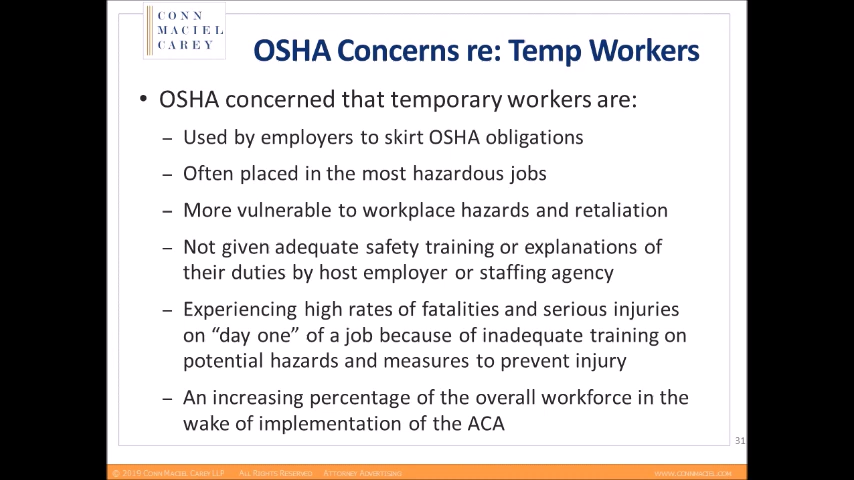 CONN
MACIEL
CAREY
OSHA Concerns re: Temp Workers
• OSHA concerned that temporary workers are:
– Used by employers to skirt OSHA obligations
– Often placed in the most hazardous jobs
– More vulnerable to workplace hazards and retaliation
– Not given adequate safety training or explanations of
their duties by host employer or staffing agency
– Experiencing high rates of fatalities and serious injuries
on “day one” of a job because of inadequate training on
potential hazards and measures to prevent injury
– An increasing percentage of the overall workforce in the
wake of implementation of the ACA
31
© 2016 CONN MACIEL CAREY LLP ALL RIGHTS RESERVED ATTORNEY ADVERTISING WWW.CONNMACIEL.COM